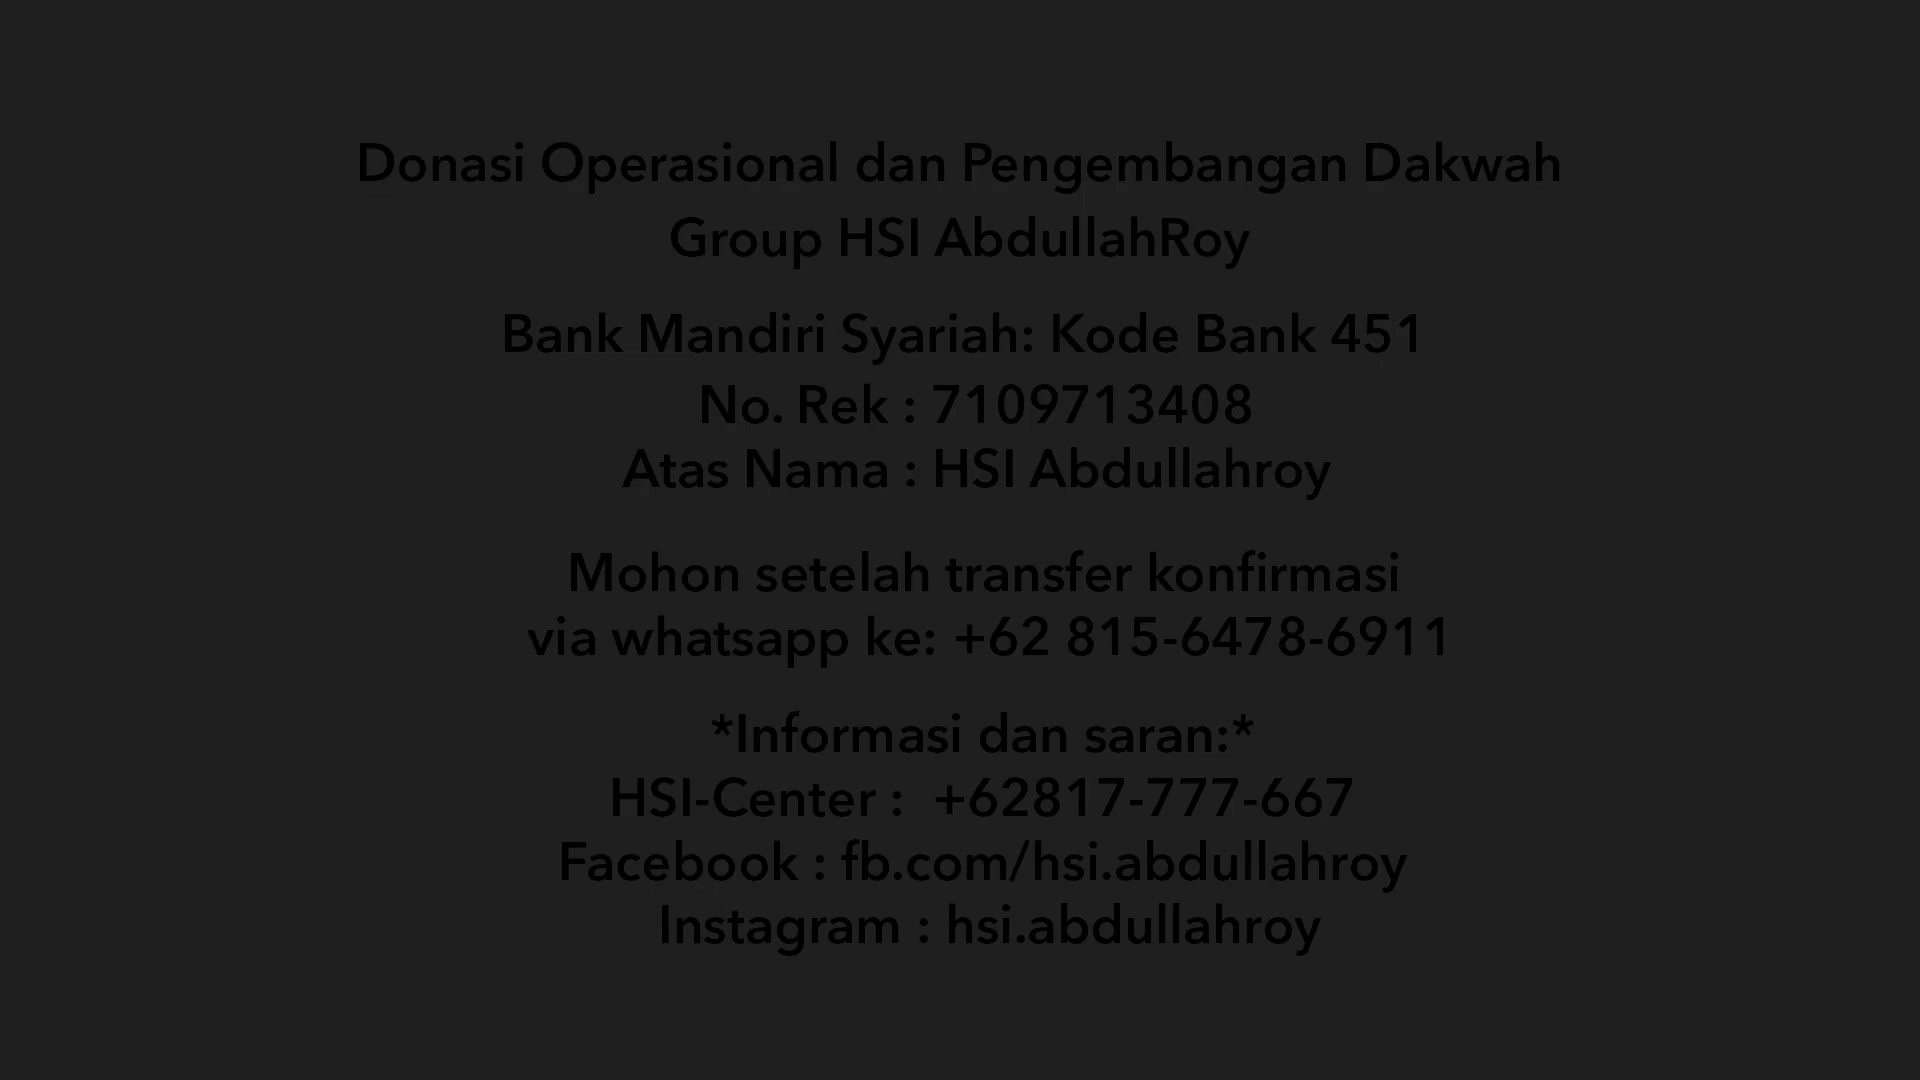 Donasi Operasional dan Pengembangan Dakwah
Group HSI AbdullahRoy
Bank Mandiri Syariah: Kode Bank 451
No. Rek : 7109713408
Atas Nama : HSI Abdullahroy
Mohon setelah transfer konfirmasi
via whatsapp ke: +62 815-6478-6911
*Informasi dan saran:*
HSI-Center :  +62817-777-667
Facebook : fb.com/hsi.abdullahroy
Instagram : hsi.abdullahroy